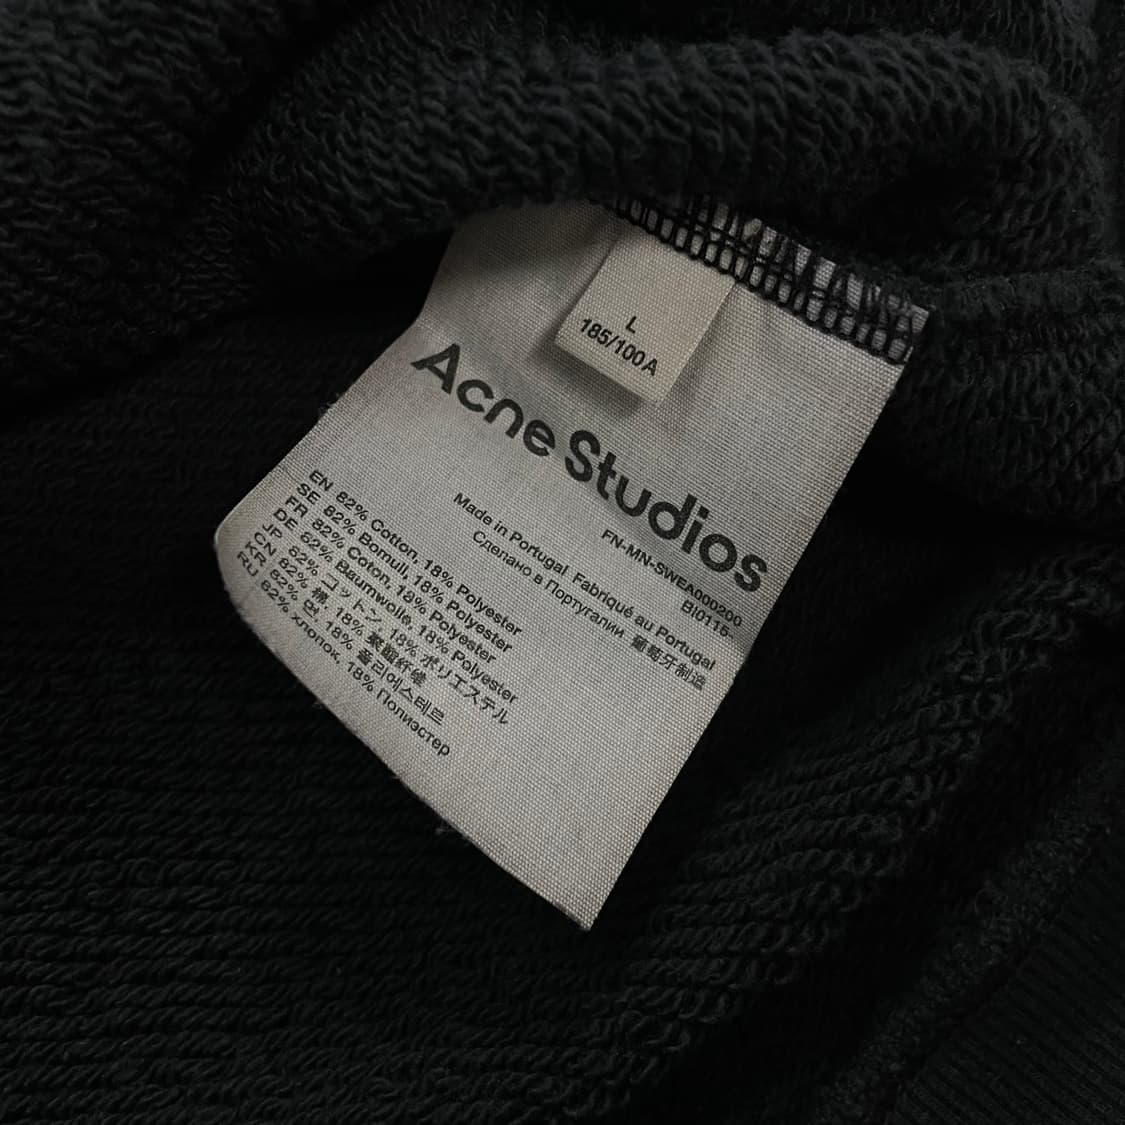 L
185/100A
Acne Studios
FN-MN-SWEA000200
BI0115-
Made in Portugal Fabriqué au Portugal
Сделано в Португалии 葡萄牙制造
EN 82% Cotton, 18% Polyester
SE 82% Bomull, 18% Polyester
FR 82% Coton, 18% Polyester
DE 82% Baumwolle, 18% Polyester
JP 82% コットン, 18% ポリエステル
CN 82% 棉, 18% 聚酯纤维
KR 82% 면, 18% 폴리에스테르
RU 82% хлопок, 18% Полиэстер